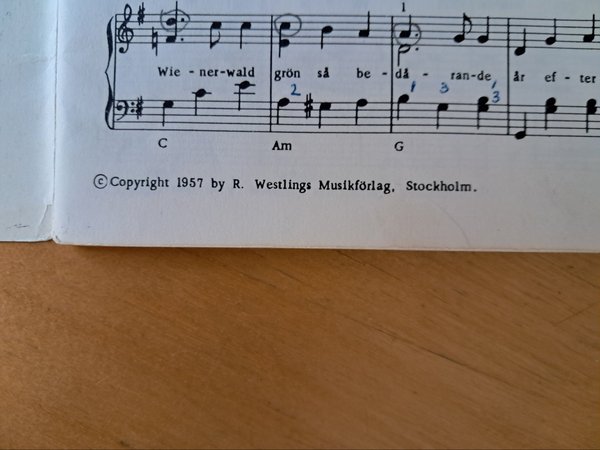 1
Wie - ner-wald grön så be - då - ran-de år ef - ter
2 1 3 1 3
C Am G
©Copyright 1957 by R. Westlings Musikförlag, Stockholm.